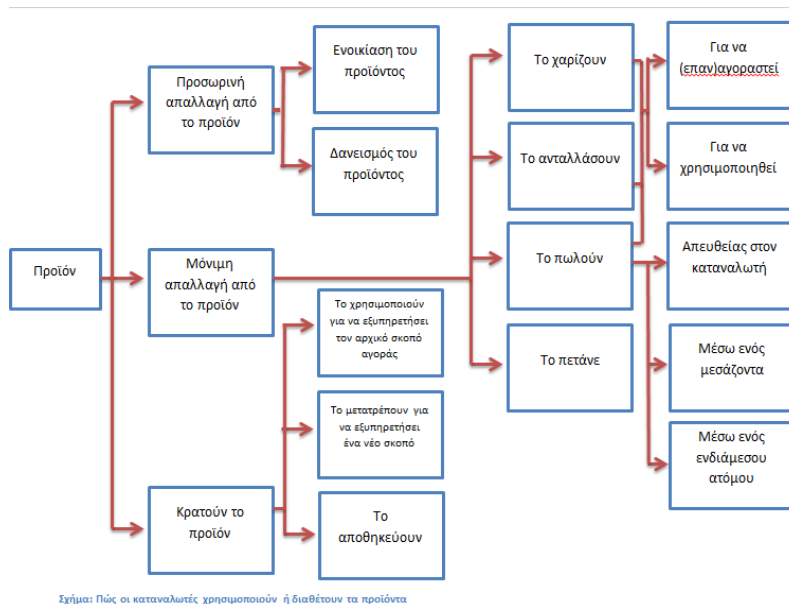 Προϊόν
Προσωρινή
απαλλαγή από
το προϊόν
Ενοικίαση του
προϊόντος
Δανεισμός του
προϊόντος
Μόνιμη
απαλλαγή από
το προϊόν
Το χαρίζουν
Το ανταλλάσουν
Το πωλούν
Το πετάνε
Για να
(επαν)αγοραστεί
Για να
χρησιμοποιηθεί
Απευθείας στον
καταναλωτή
Μέσω ενός
μεσάζοντα
Μέσω ενός
ενδιάμεσου
ατόμου
Κρατούν το
προϊόν
Το χρησιμοποιούν
για να εξυπηρετήσει
τον αρχικό σκοπό
αγοράς
Το μετατρέπουν για
να εξυπηρετήσει
ένα νέο σκοπό
Το
αποθηκεύουν
Σχήμα: Πώς οι καταναλωτές χρησιμοποιούν ή διαθέτουν τα προϊόντα